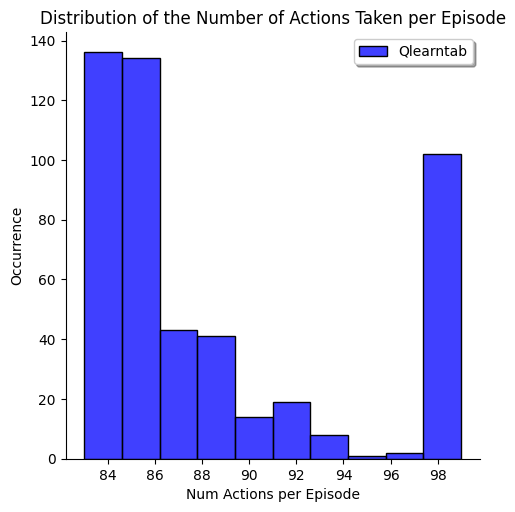 Distribution of the Number of Actions Taken per Episode
Qlearntab
140
120
100
80
60
40
20
0
Occurrence
84 86 88 90 92 94 96 98
Num Actions per Episode